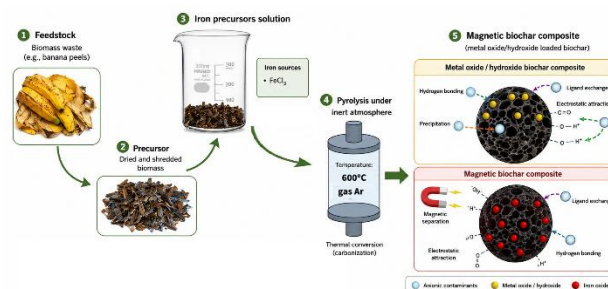 1 Feedstock
Biomass waste
(e.g., banana peels)
2 Precursor
Dried and shredded
biomass
3 Iron precursors solution
Iron sources
• FeCl₃
4 Pyrolysis under
inert atmosphere
Temperature:
600°C
gas Ar
Thermal conversion
(carbonization)
5 Magnetic biochar composite
(metal oxide/hydroxide loaded biochar)
Metal oxide / hydroxide biochar composite
Hydrogen bonding
Ligand exchange
Electrostatic attraction
Precipitation
Magnetic biochar composite
Magnetic
separation
Ligand exchange
Electrostatic
attraction
Hydrogen bonding
Anionic contaminants
Metal oxide / hydroxide
Iron oxide